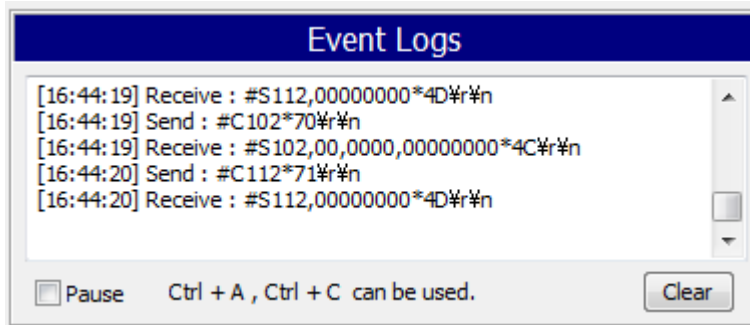 Event Logs
[16:44:19] Receive : #S112,00000000*4D¥r¥n
[16:44:19] Send : #C102*70¥r¥n
[16:44:19] Receive : #S102,00,0000,00000000*4C¥r¥n
[16:44:20] Send : #C112*71¥r¥n
[16:44:20] Receive : #S112,00000000*4D¥r¥n
Pause Ctrl + A , Ctrl + C can be used. Clear